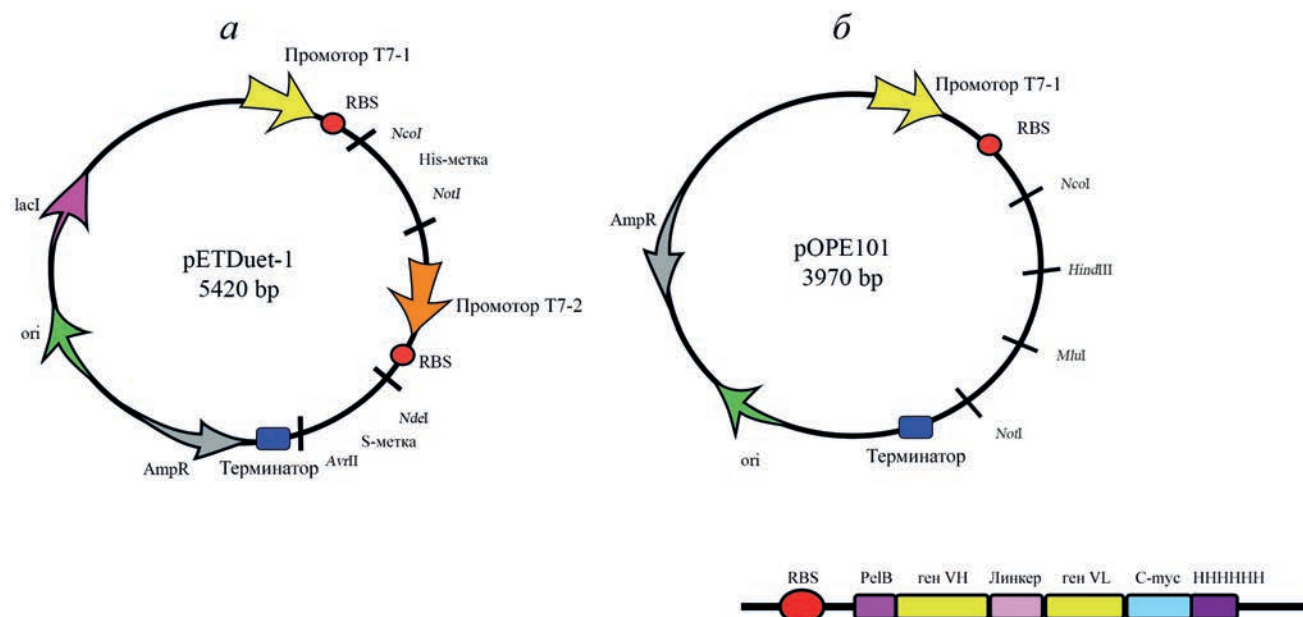 а
Промотор Т7-1
RBS
NcoI
His-метка
NotI
lacI
pETDuet-1
5420 bp
Промотор Т7-2
ori
RBS
NdeI
S-метка
AvrII
AmpR
Терминатор
б
Промотор Т7-1
RBS
NcoI
AmpR
pOPE101
3970 bp
HindIII
MluI
NotI
ori
Терминатор
RBS PelB ген VH Линкер ген VL C-myc HHHHHH